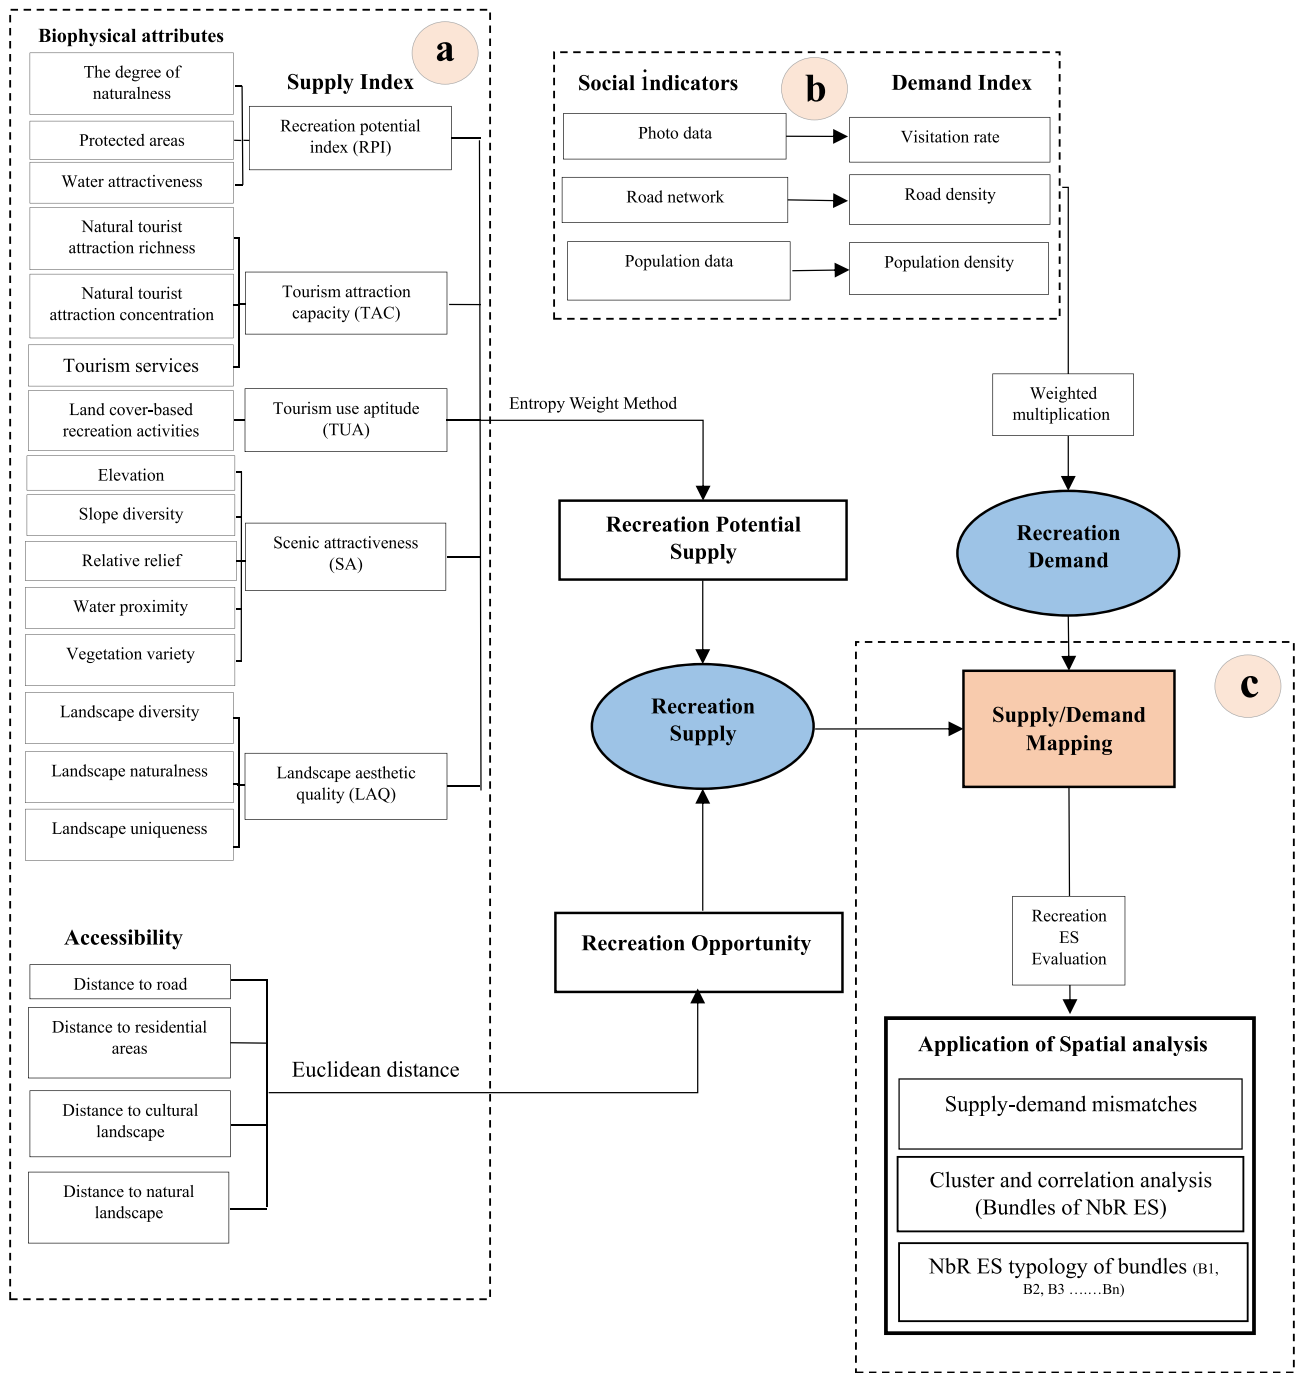 Biophysical attributes
a
The degree of
naturalness
Supply Index
Protected areas
Recreation potential
index (RPI)
Water attractiveness
Natural tourist
attraction richness
Natural tourist
attraction concentration
Tourism attraction
capacity (TAC)
Tourism services
Land cover-based
recreation activities
Tourism use aptitude
(TUA)
Elevation
Slope diversity
Scenic attractiveness
(SA)
Relative relief
Water proximity
Vegetation variety
Landscape diversity
Landscape naturalness
Landscape aesthetic
quality (LAQ)
Landscape uniqueness
Accessibility
Distance to road
Distance to residential
areas
Distance to cultural
landscape
Distance to natural
landscape
Euclidean distance
Entropy Weight Method
Recreation Potential
Supply
Recreation
Supply
Recreation Opportunity
b
Social indicators
Demand Index
Photo data
Visitation rate
Road network
Road density
Population data
Population density
Weighted
multiplication
Recreation
Demand
c
Supply/Demand
Mapping
Recreation
ES
Evaluation
Application of Spatial analysis
Supply-demand mismatches
Cluster and correlation analysis
(Bundles of NbR ES)
NbR ES typology of bundles (B1,
B2, B3 …….Bn)